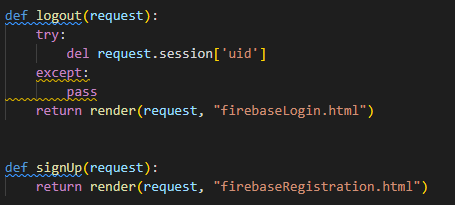 def logout(request):
    try:
        del request.session['uid']
    except:
        pass
    return render(request, "firebaseLogin.html")
def signUp(request):
    return render(request, "firebaseRegistration.html")